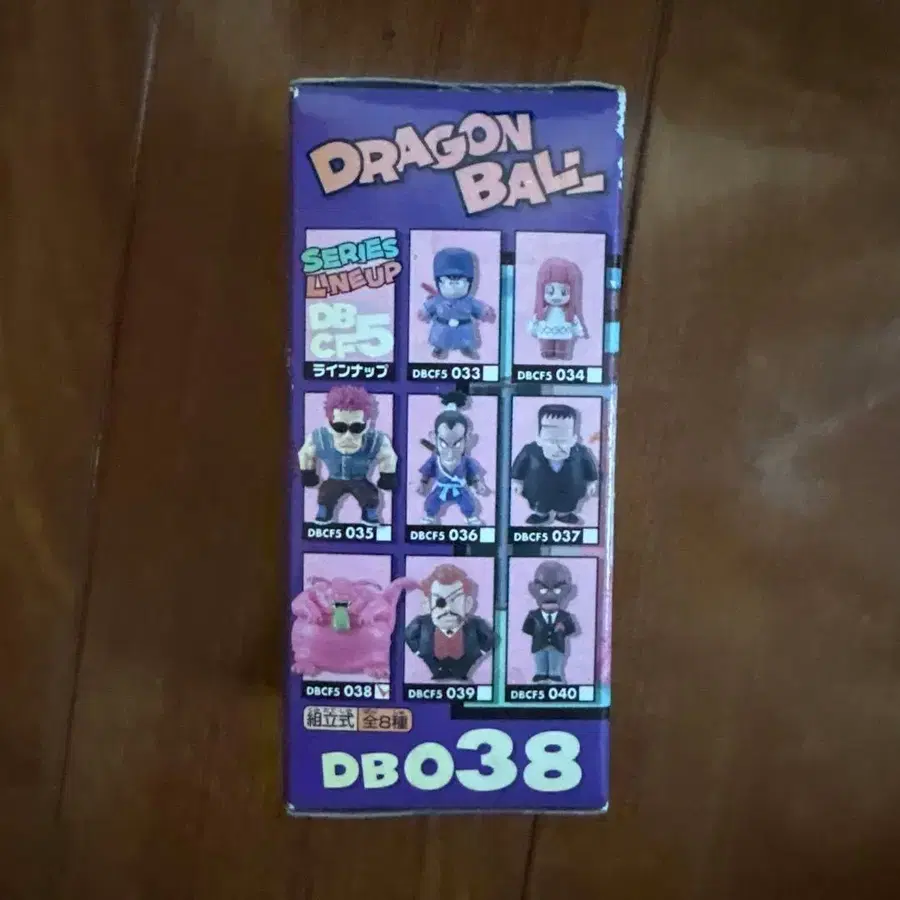 DRAGON
BALL
SERIES
LINEUP
DB
CF5
ラインナップ
DBCF5 033
DBCF5 034
DBCF5 035
DBCF5 036
DBCF5 037
DBCF5 038
DBCF5 039
DBCF5 040
組立式 全8種
DB038